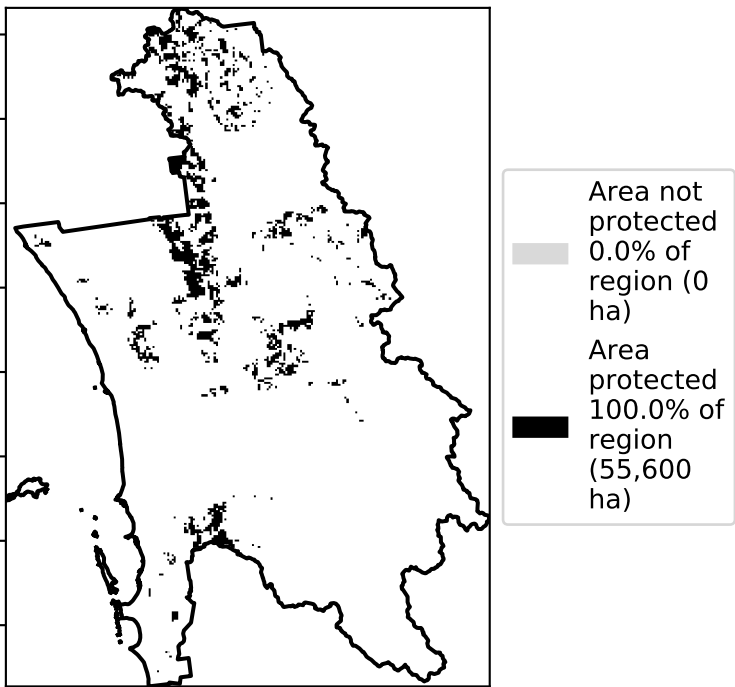 Area not
protected
0.0% of
region (0
ha)
Area
protected
100.0% of
region
(55,600
ha)